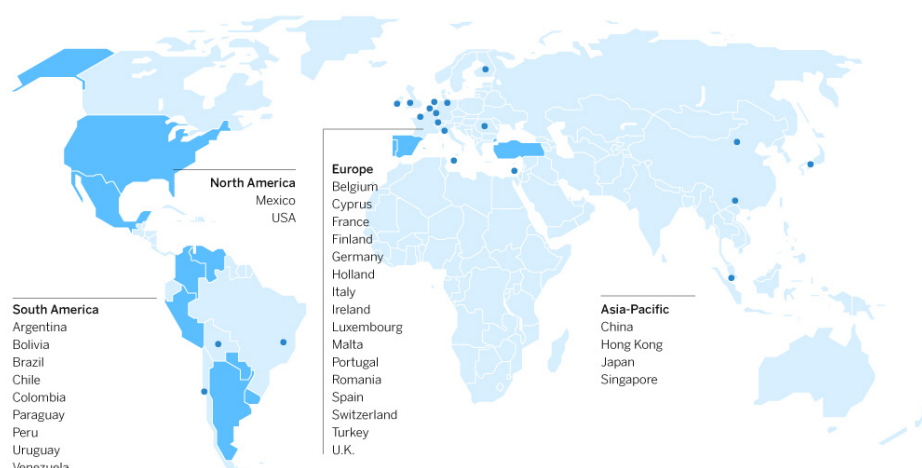 North America
Mexico
USA
South America
Argentina
Bolivia
Brazil
Chile
Colombia
Paraguay
Peru
Uruguay
Venezuela
Europe
Belgium
Cyprus
France
Finland
Germany
Holland
Italy
Ireland
Luxembourg
Malta
Portugal
Romania
Spain
Switzerland
Turkey
U.K.
Asia-Pacific
China
Hong Kong
Japan
Singapore